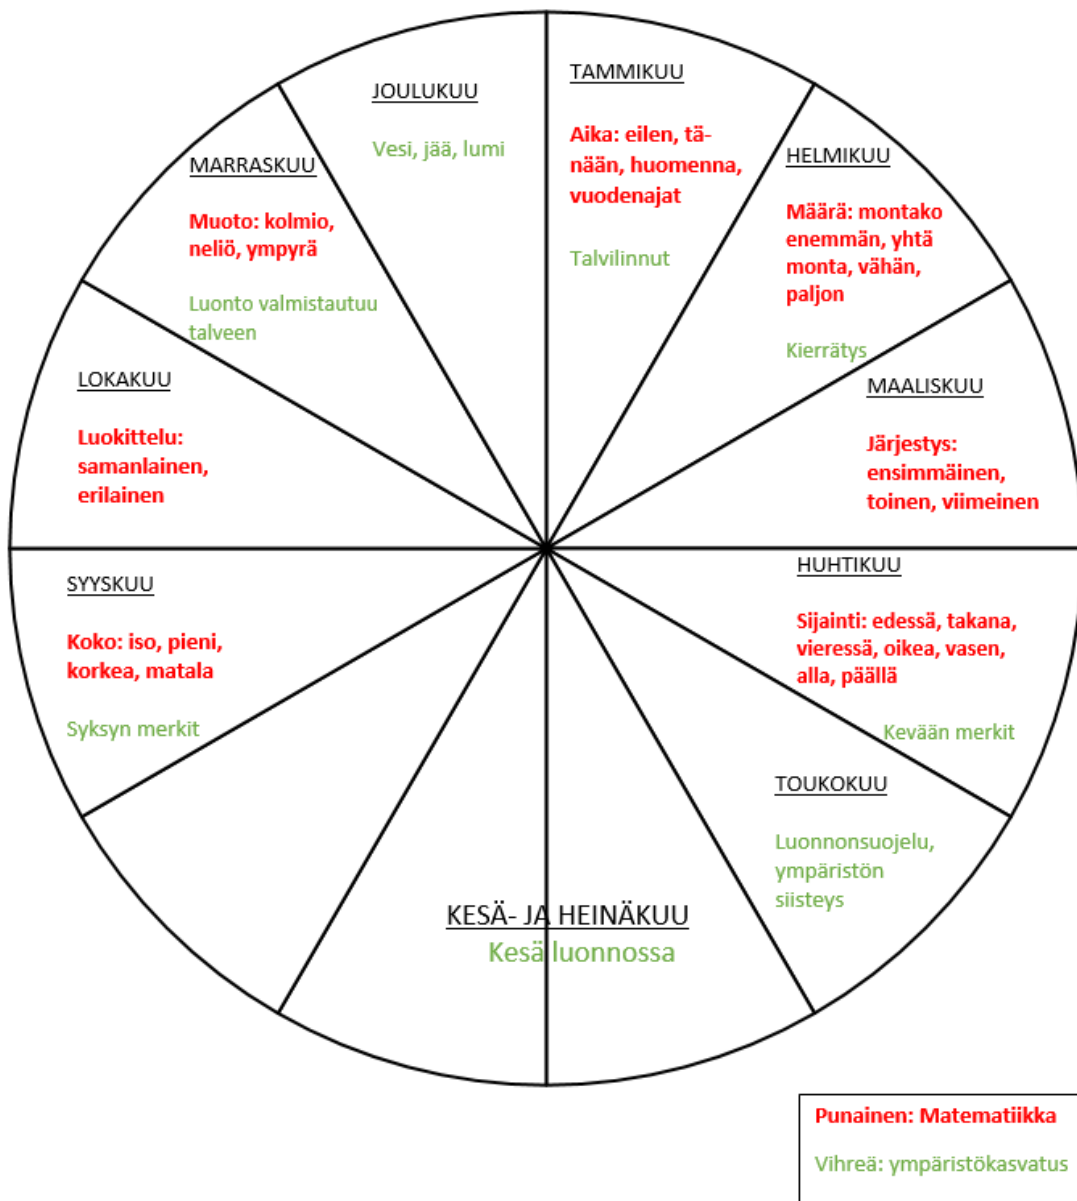 TAMMIKUU
Aika: eilen, tä-
nään, huomenna,
vuodenajat
Talvilinnut
HELMIKUU
Määrä: montako
enemmän, yhtä
monta, vähän,
paljon
Kierrätys
MAALISKUU
Järjestys:
ensimmäinen,
toinen, viimeinen
HUHTIKUU
Sijainti: edessä, takana,
vieressä, oikea, vasen,
alla, päällä
Kevään merkit
TOUKOKUU
Luonnonsuojelu,
ympäristön
siisteys
KESÄ- JA HEINÄKUU
Kesä luonnossa
SYYSKUU
Koko: iso, pieni,
korkea, matala
Syksyn merkit
LOKAKUU
Luokittelu:
samanlainen,
erilainen
MARRASKUU
Muoto: kolmio,
neliö, ympyrä
Luonto valmistautuu
talveen
JOULUKUU
Vesi, jää, lumi
Punainen: Matematiikka
Vihreä: ympäristökasvatus